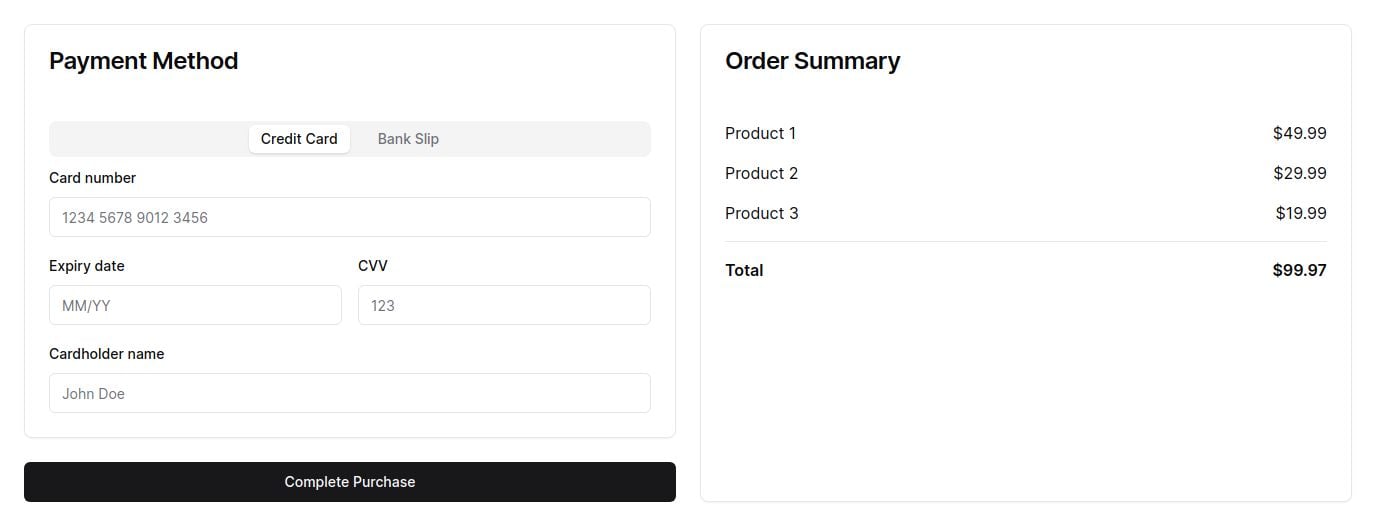 Payment Method
Credit Card Bank Slip
Card number
1234 5678 9012 3456
Expiry date CVV
MM/YY 123
Cardholder name
John Doe
Complete Purchase
Order Summary
Product 1 $49.99
Product 2 $29.99
Product 3 $19.99
Total $99.97